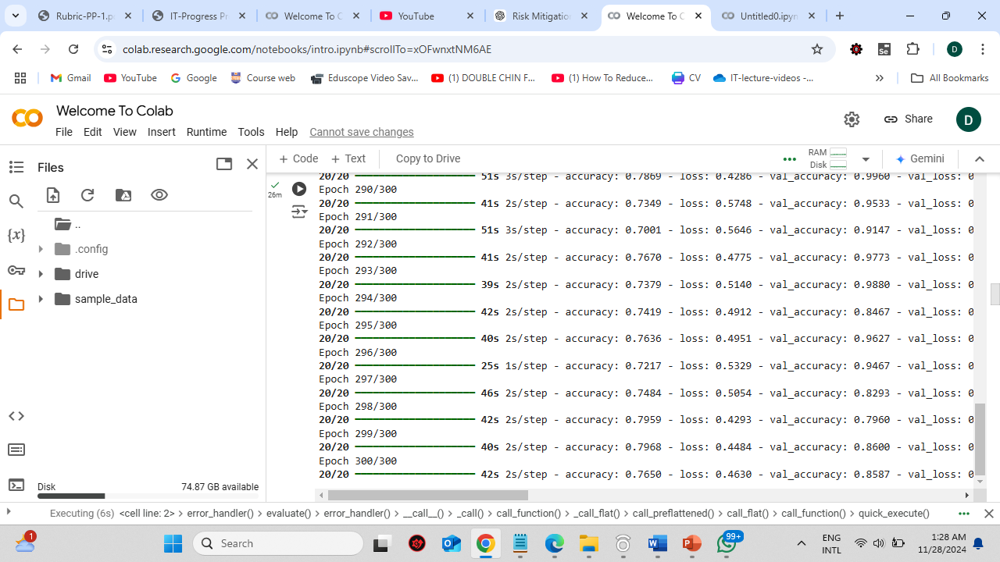 Rubric-PP-1.p
IT-Progress Pr
Welcome To C
YouTube
Risk Mitigation
Welcome To C
Untitled0.ipyn
colab.research.google.com/notebooks/intro.ipynb#scrollTo=xOFwnxtNM6AE
D
Gmail
YouTube
Google
Course web
Eduscope Video Sav...
(1) DOUBLE CHIN F...
(1) How To Reduce...
CV
IT-lecture-videos -...
All Bookmarks
Welcome To Colab
File Edit View Insert Runtime Tools Help Cannot save changes
Share
D
Files
+ Code + Text Copy to Drive
RAM
Disk
Gemini
..
.config
drive
sample_data
Disk 74.87 GB available
26m
20/20 51s 3s/step - accuracy: 0.7869 - loss: 0.4286 - val_accuracy: 0.9960 - val_loss: 0
Epoch 290/300
20/20 41s 2s/step - accuracy: 0.7349 - loss: 0.5748 - val_accuracy: 0.9533 - val_loss: 0
Epoch 291/300
20/20 51s 3s/step - accuracy: 0.7001 - loss: 0.5646 - val_accuracy: 0.9147 - val_loss: 0
Epoch 292/300
20/20 41s 2s/step - accuracy: 0.7670 - loss: 0.4775 - val_accuracy: 0.9773 - val_loss: 0
Epoch 293/300
20/20 39s 2s/step - accuracy: 0.7379 - loss: 0.5140 - val_accuracy: 0.9880 - val_loss: 0
Epoch 294/300
20/20 42s 2s/step - accuracy: 0.7419 - loss: 0.4912 - val_accuracy: 0.8467 - val_loss: 0
Epoch 295/300
20/20 40s 2s/step - accuracy: 0.7636 - loss: 0.4951 - val_accuracy: 0.9627 - val_loss: 0
Epoch 296/300
20/20 25s 1s/step - accuracy: 0.7217 - loss: 0.5329 - val_accuracy: 0.9467 - val_loss: 0
Epoch 297/300
20/20 46s 2s/step - accuracy: 0.7484 - loss: 0.5054 - val_accuracy: 0.8293 - val_loss: 0
Epoch 298/300
20/20 42s 2s/step - accuracy: 0.7959 - loss: 0.4293 - val_accuracy: 0.7960 - val_loss: 0
Epoch 299/300
20/20 40s 2s/step - accuracy: 0.7968 - loss: 0.4484 - val_accuracy: 0.8600 - val_loss: 0
Epoch 300/300
20/20 42s 2s/step - accuracy: 0.7650 - loss: 0.4630 - val_accuracy: 0.8587 - val_loss: 0
Executing (6s) <cell line: 2> > error_handler() > evaluate() > error_handler() > __call__() > _call() > call_function() > _call_flat() > call_preflattened() > call_flat() > call_function() > quick_execute()
1
Search
99+
ENG
INTL
1:28 AM
11/28/2024